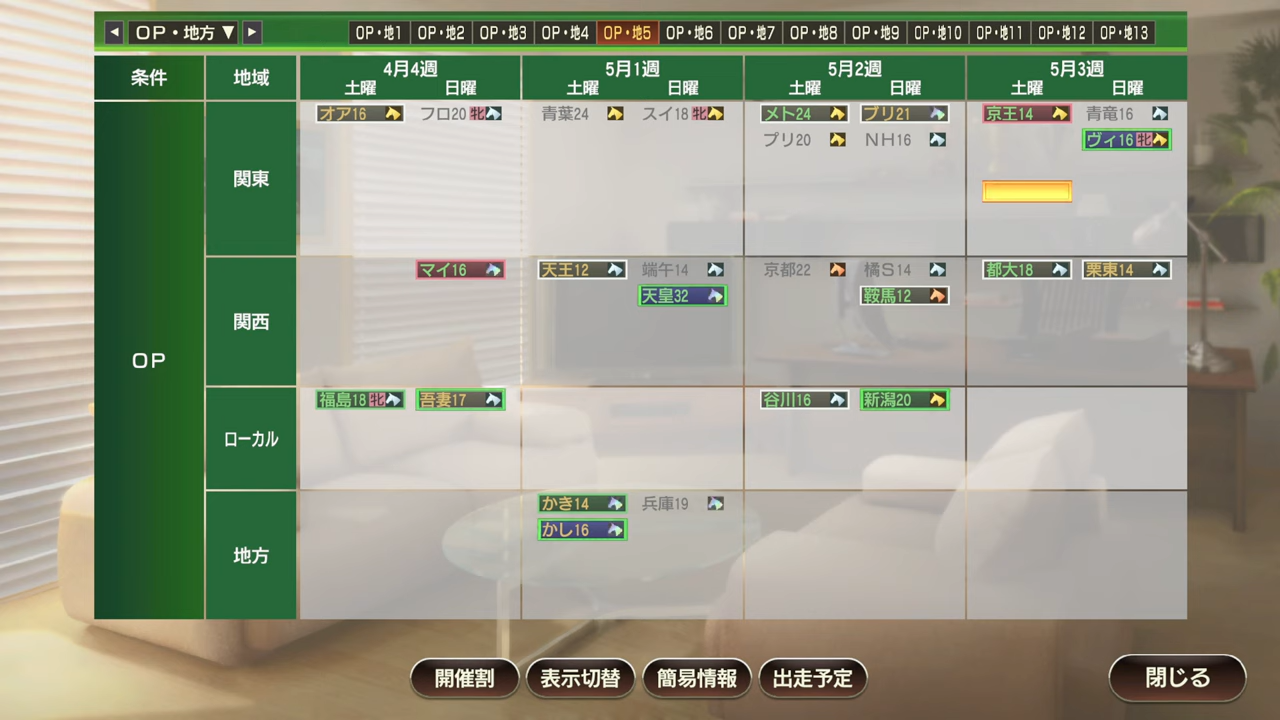 ◀ OP・地方▼ ▶ OP・地1 OP・地2 OP・地3 OP・地4 OP・地5 OP・地6 OP・地7 OP・地8 OP・地9 OP・地10 OP・地11 OP・地12 OP・地13
条件 地域 4月4週 5月1週 5月2週 5月3週
土曜 日曜 土曜 日曜 土曜 日曜 土曜 日曜
OP
関東
オア16 フロ20牝 青葉24 スイ18牝 メト24 プリ21 京王14 青竜16
プリ20 NH16 ヴィ16牝
関西
マイ16 天王12 端午14 京都22 橘S14 都大18 栗東14
天皇32 鞍馬12
ローカル
福島18牝 吾妻17 谷川16 新潟20
地方
かき14 兵庫19
かし16
開催割 表示切替 簡易情報 出走予定 閉じる